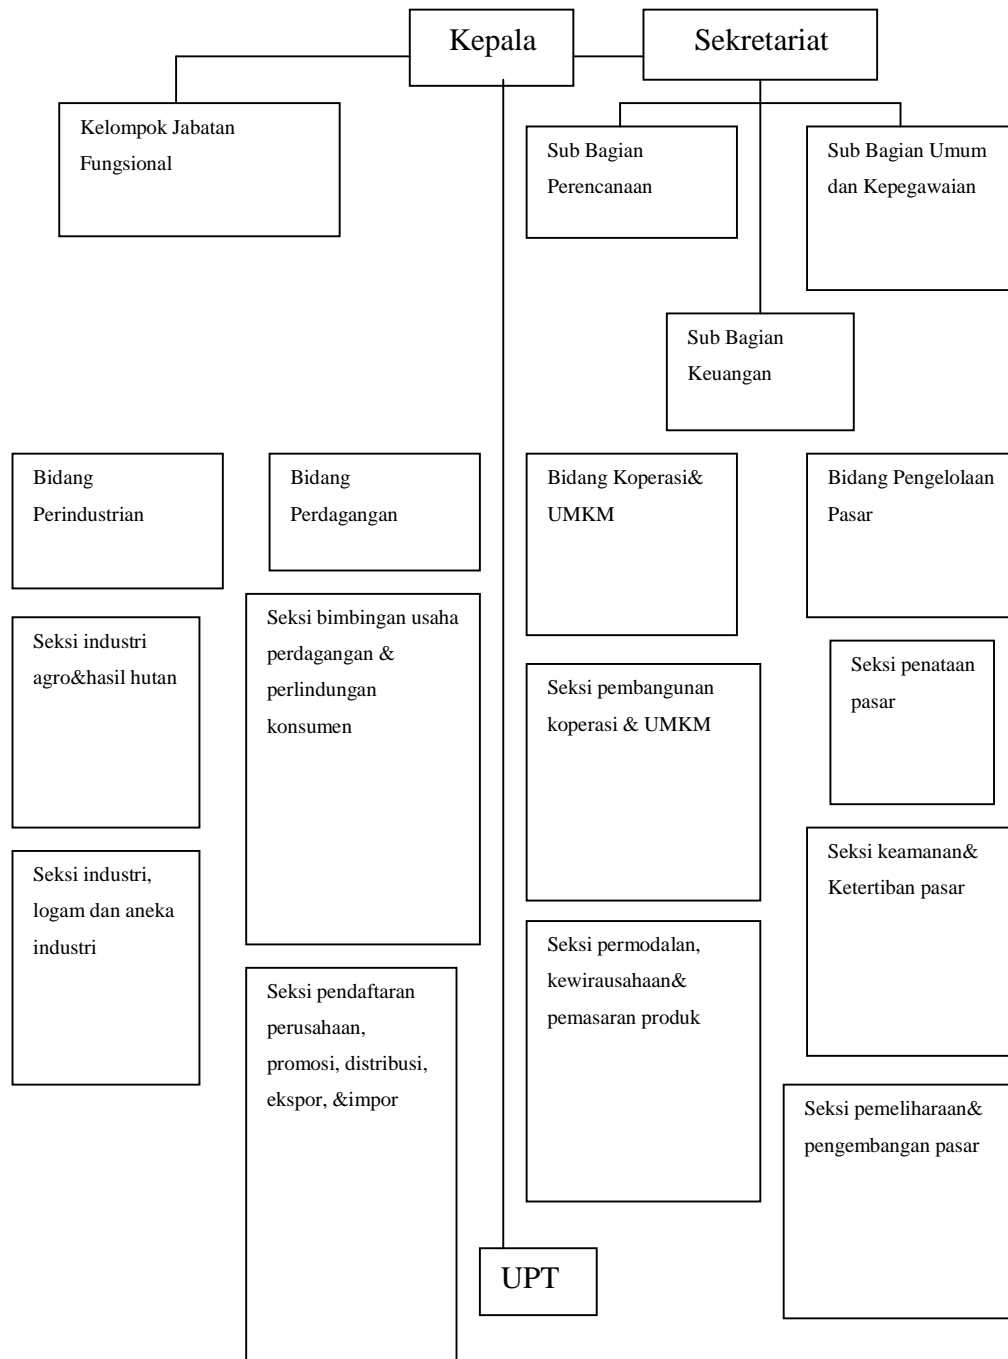 Kepala
Sekretariat
Kelompok Jabatan
Fungsional
Sub Bagian
Perencanaan
Sub Bagian Umum
dan Kepegawaian
Sub Bagian
Keuangan
Bidang
Perindustrian
Bidang
Perdagangan
Bidang Koperasi&
UMKM
Bidang Pengelolaan
Pasar
Seksi industri
agro&hasil hutan
Seksi bimbingan usaha
perdagangan &
perlindungan
konsumen
Seksi pembangunan
koperasi & UMKM
Seksi penataan
pasar
Seksi industri,
logam dan aneka
industri
Seksi keamanan&
Ketertiban pasar
Seksi pendaftaran
perusahaan,
promosi, distribusi,
ekspor, &impor
Seksi permodalan,
kewirausahaan&
pemasaran produk
Seksi pemeliharaan&
pengembangan pasar
UPT